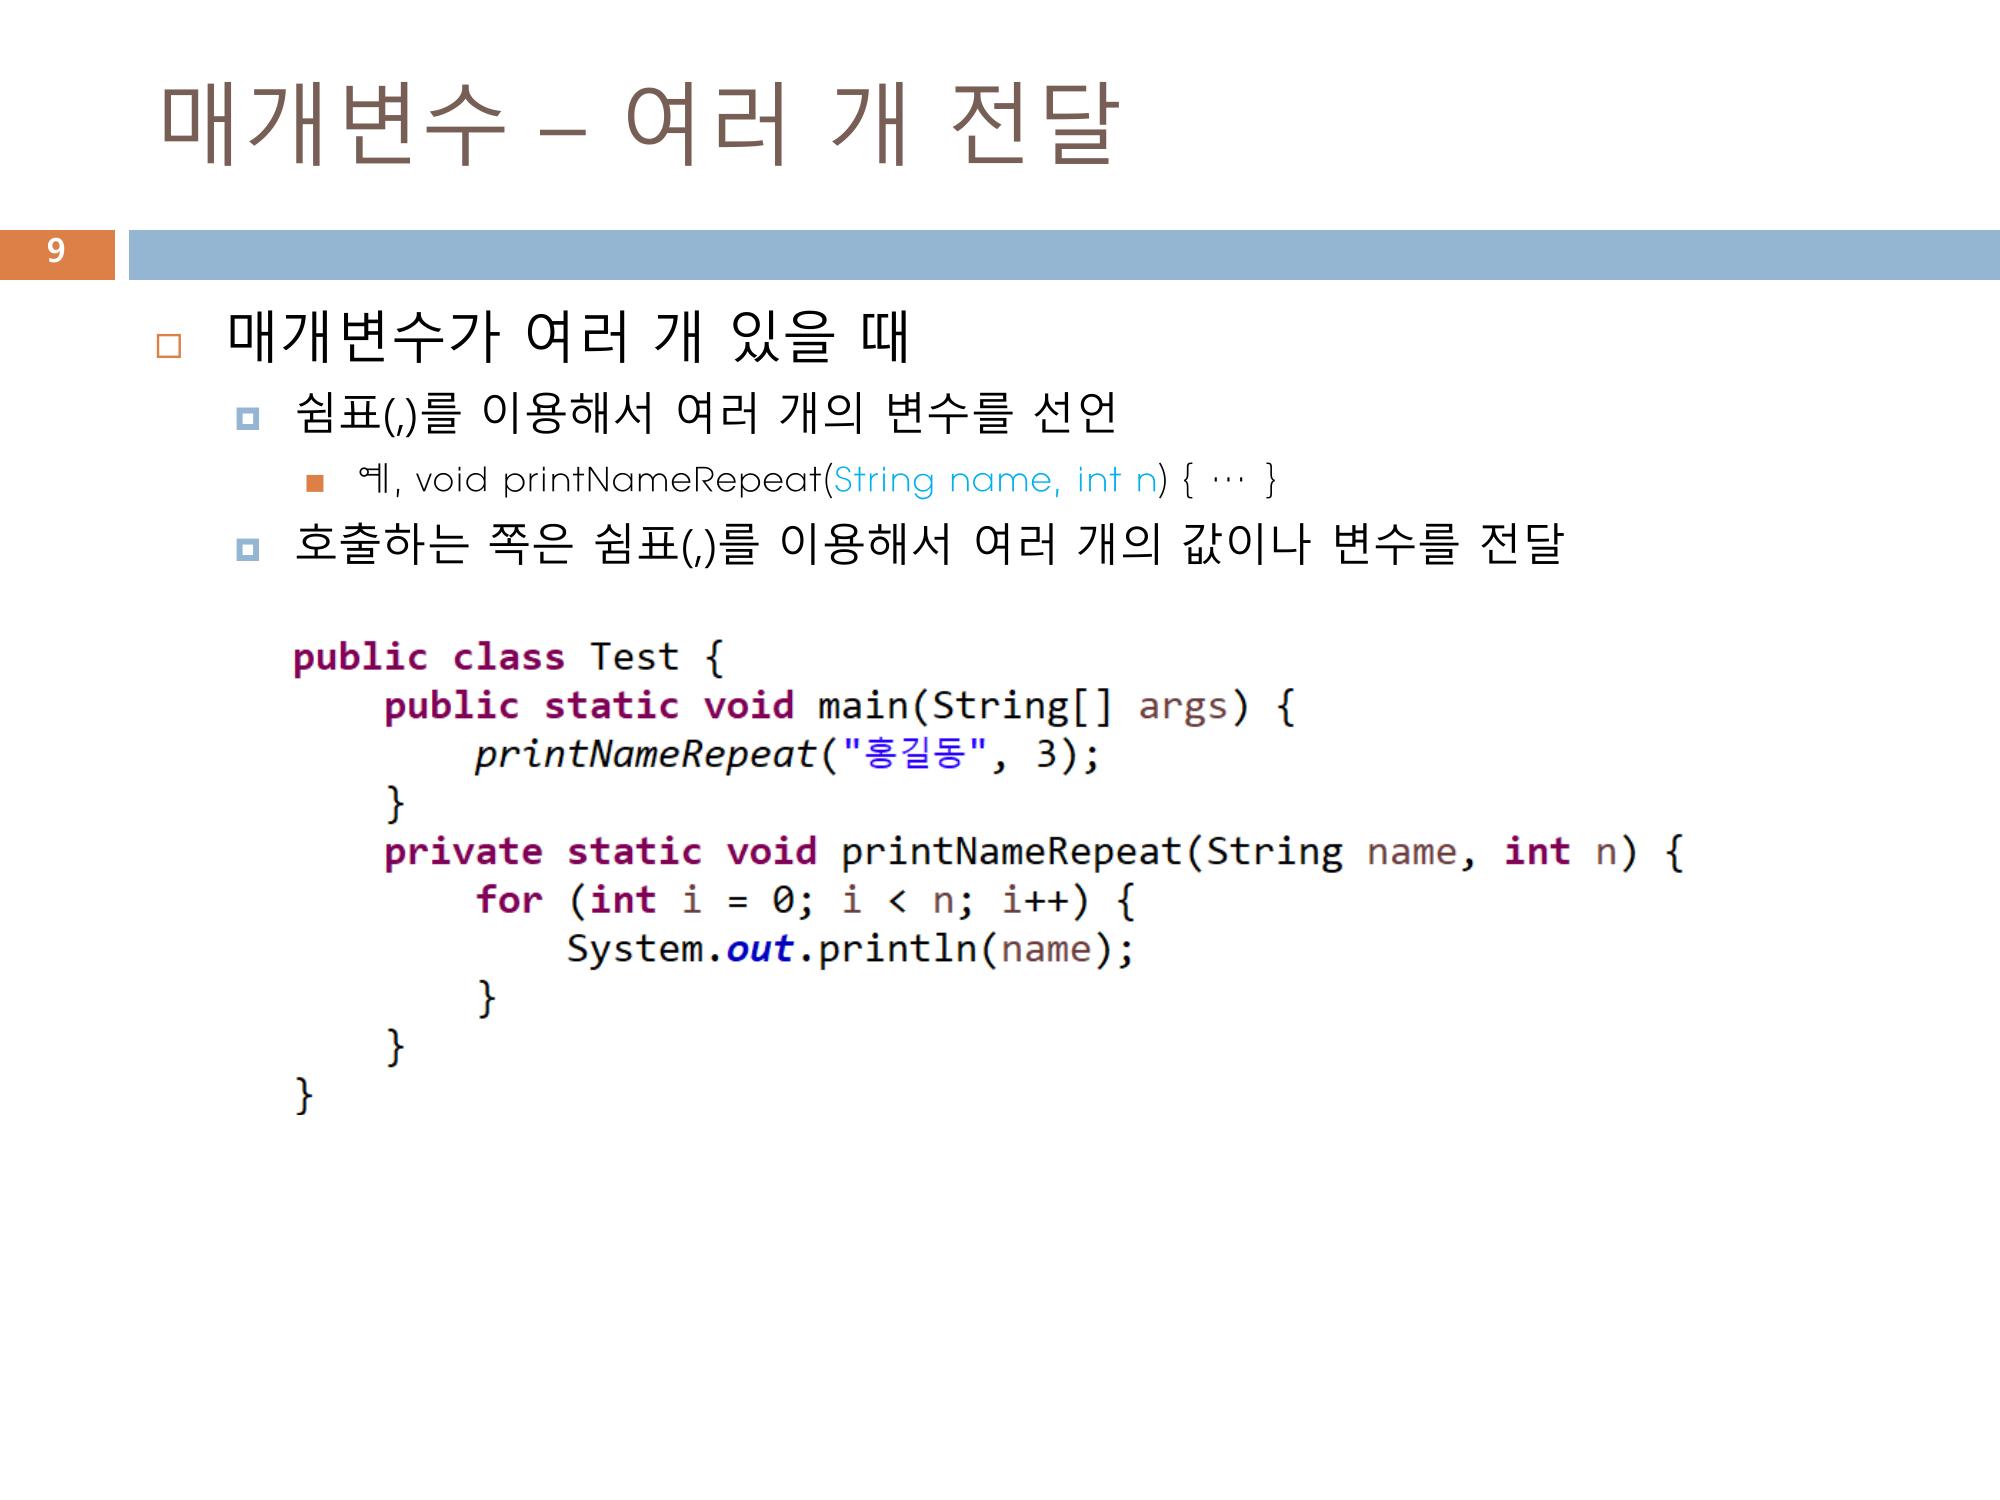 매개변수 – 여러 개 전달
9
매개변수가 여러 개 있을 때
쉼표(,)를 이용해서 여러 개의 변수를 선언
예, void printNameRepeat(String name, int n) { ⋯ }
호출하는 쪽은 쉼표(,)를 이용해서 여러 개의 값이나 변수를 전달
public class Test {
    public static void main(String[] args) {
        printNameRepeat("홍길동", 3);
    }
    private static void printNameRepeat(String name, int n) {
        for (int i = 0; i < n; i++) {
            System.out.println(name);
        }
    }
}